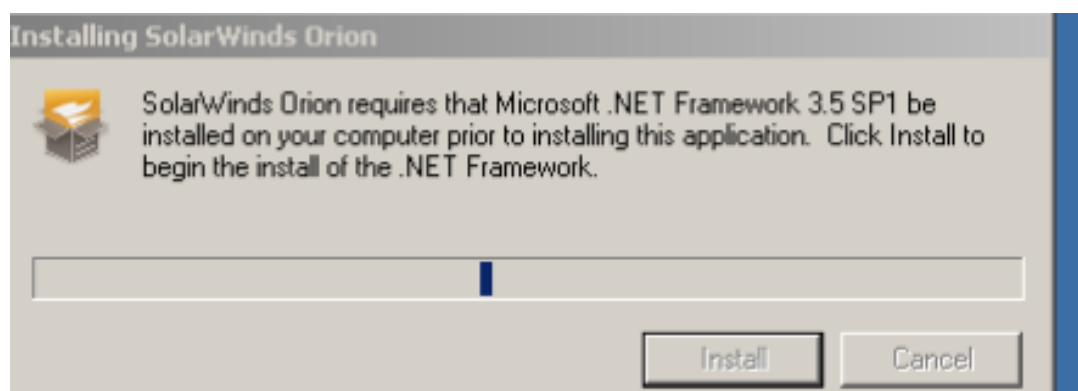 Installing SolarWinds Orion
SolarWinds Orion requires that Microsoft .NET Framework 3.5 SP1 be
installed on your computer prior to installing this application. Click Install to
begin the install of the .NET Framework.
Install
Cancel